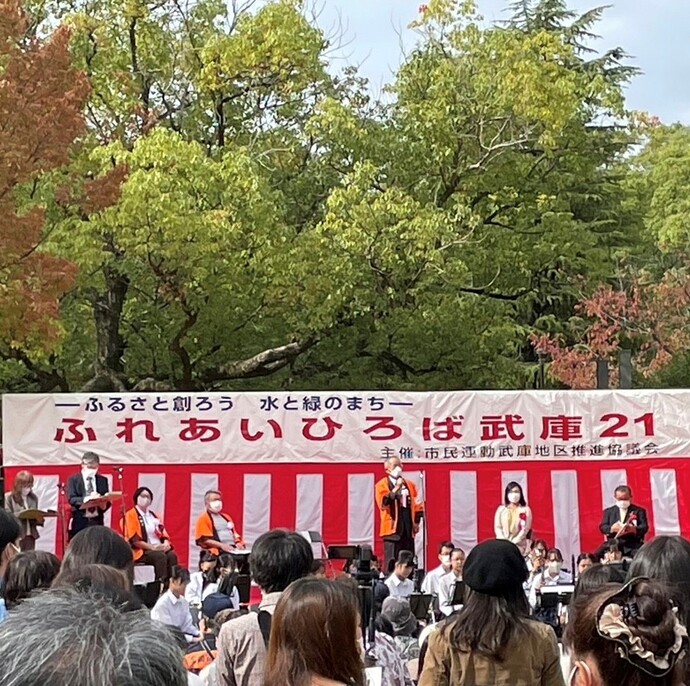 ―ふるさと創ろう 水と緑のまち―
ふれあいひろば武庫21
主催:市民運動武庫地区推進協議会